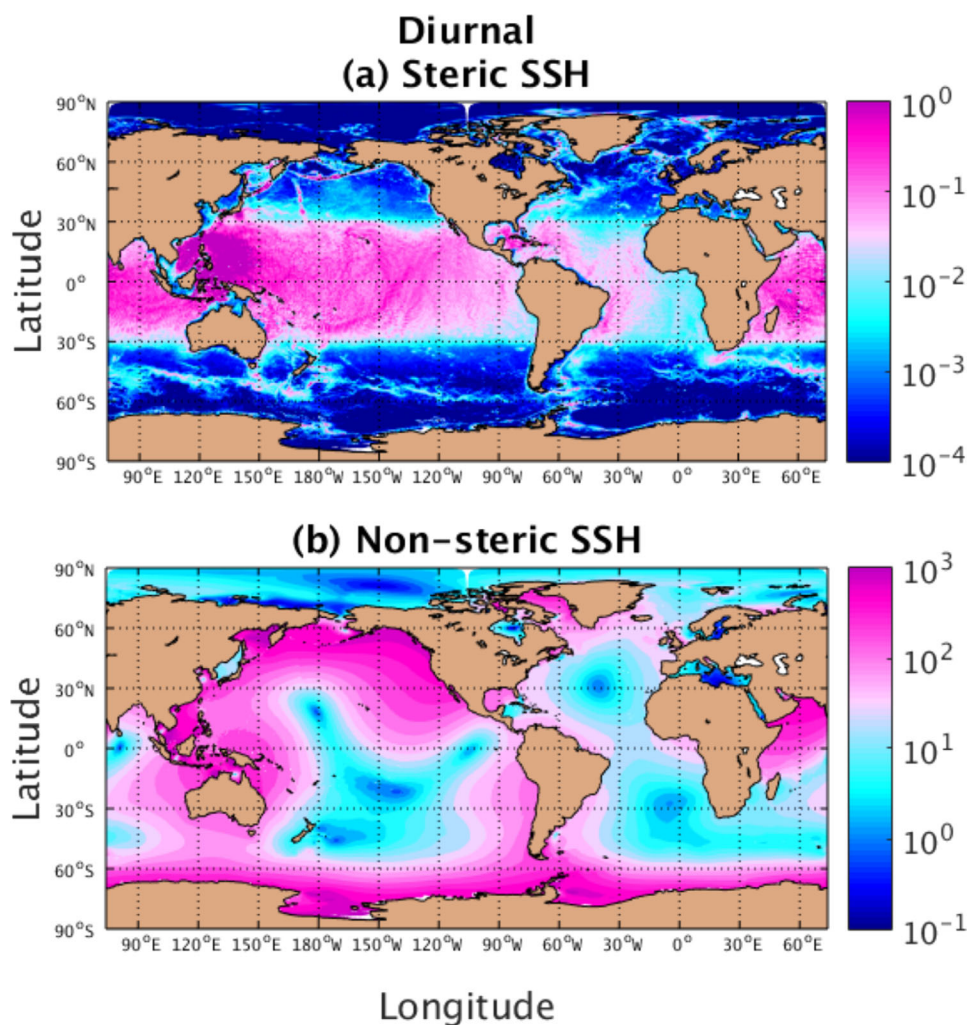 Diurnal
(a) Steric SSH
90°N
60°N
30°N
0°
30°S
60°S
90°S
Latitude
90°E 120°E 150°E 180°W 150°W 120°W 90°W 60°W 30°W 0° 30°E 60°E
10^0
10^-1
10^-2
10^-3
10^-4
(b) Non-steric SSH
90°N
60°N
30°N
0°
30°S
60°S
90°S
Latitude
90°E 120°E 150°E 180°W 150°W 120°W 90°W 60°W 30°W 0° 30°E 60°E
10^3
10^2
10^1
10^0
10^-1
Longitude